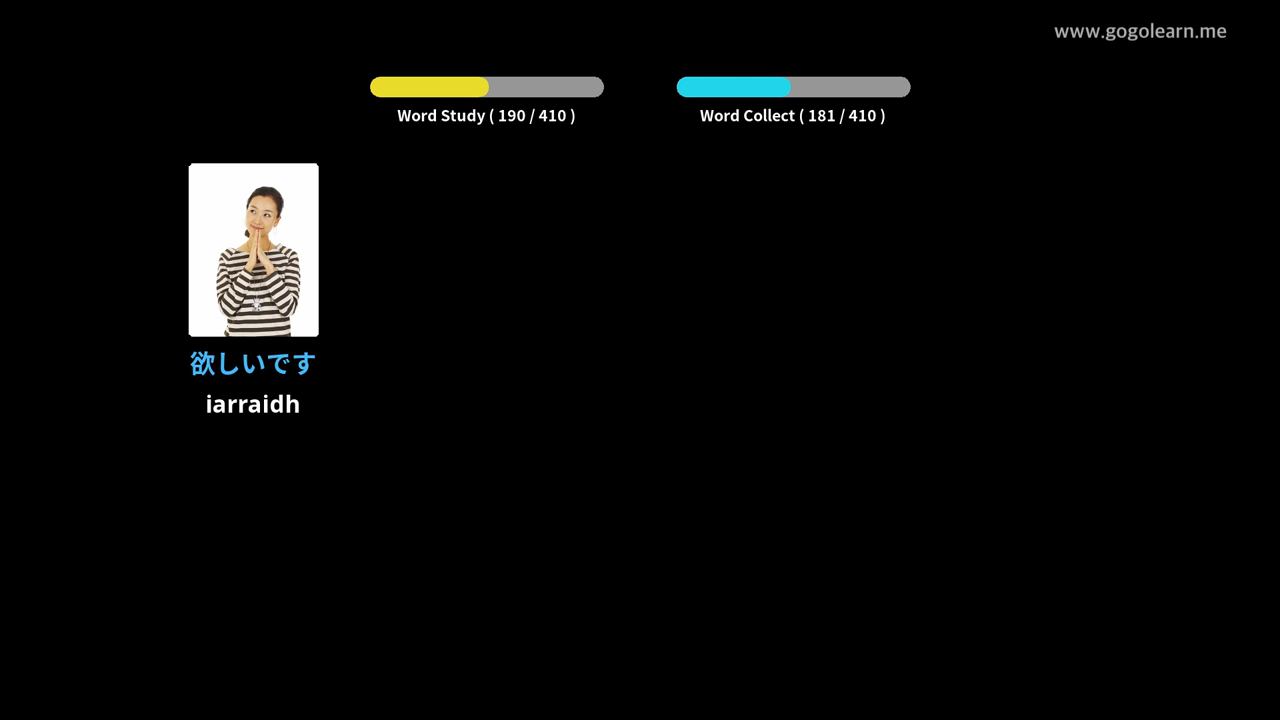 www.gogolearn.me
Word Study ( 190 / 410 )
Word Collect ( 181 / 410 )
欲しいです
iarraidh